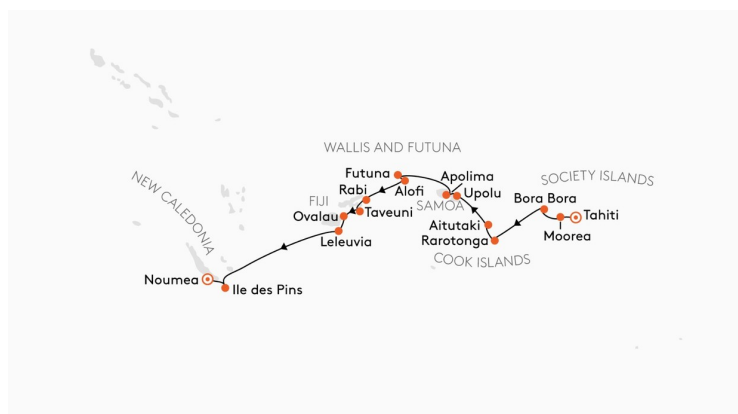 WALLIS AND FUTUNA
Futuna
Apolima
SOCIETY ISLANDS
NEW CALEDONIA
Rabi
Alofi
Upolu
Bora Bora
FIJI
SAMOA
Ovalau
Taveuni
Tahiti
Aitutaki
Moorea
Leleuvia
Rarotonga
COOK ISLANDS
Noumea
Ile des Pins